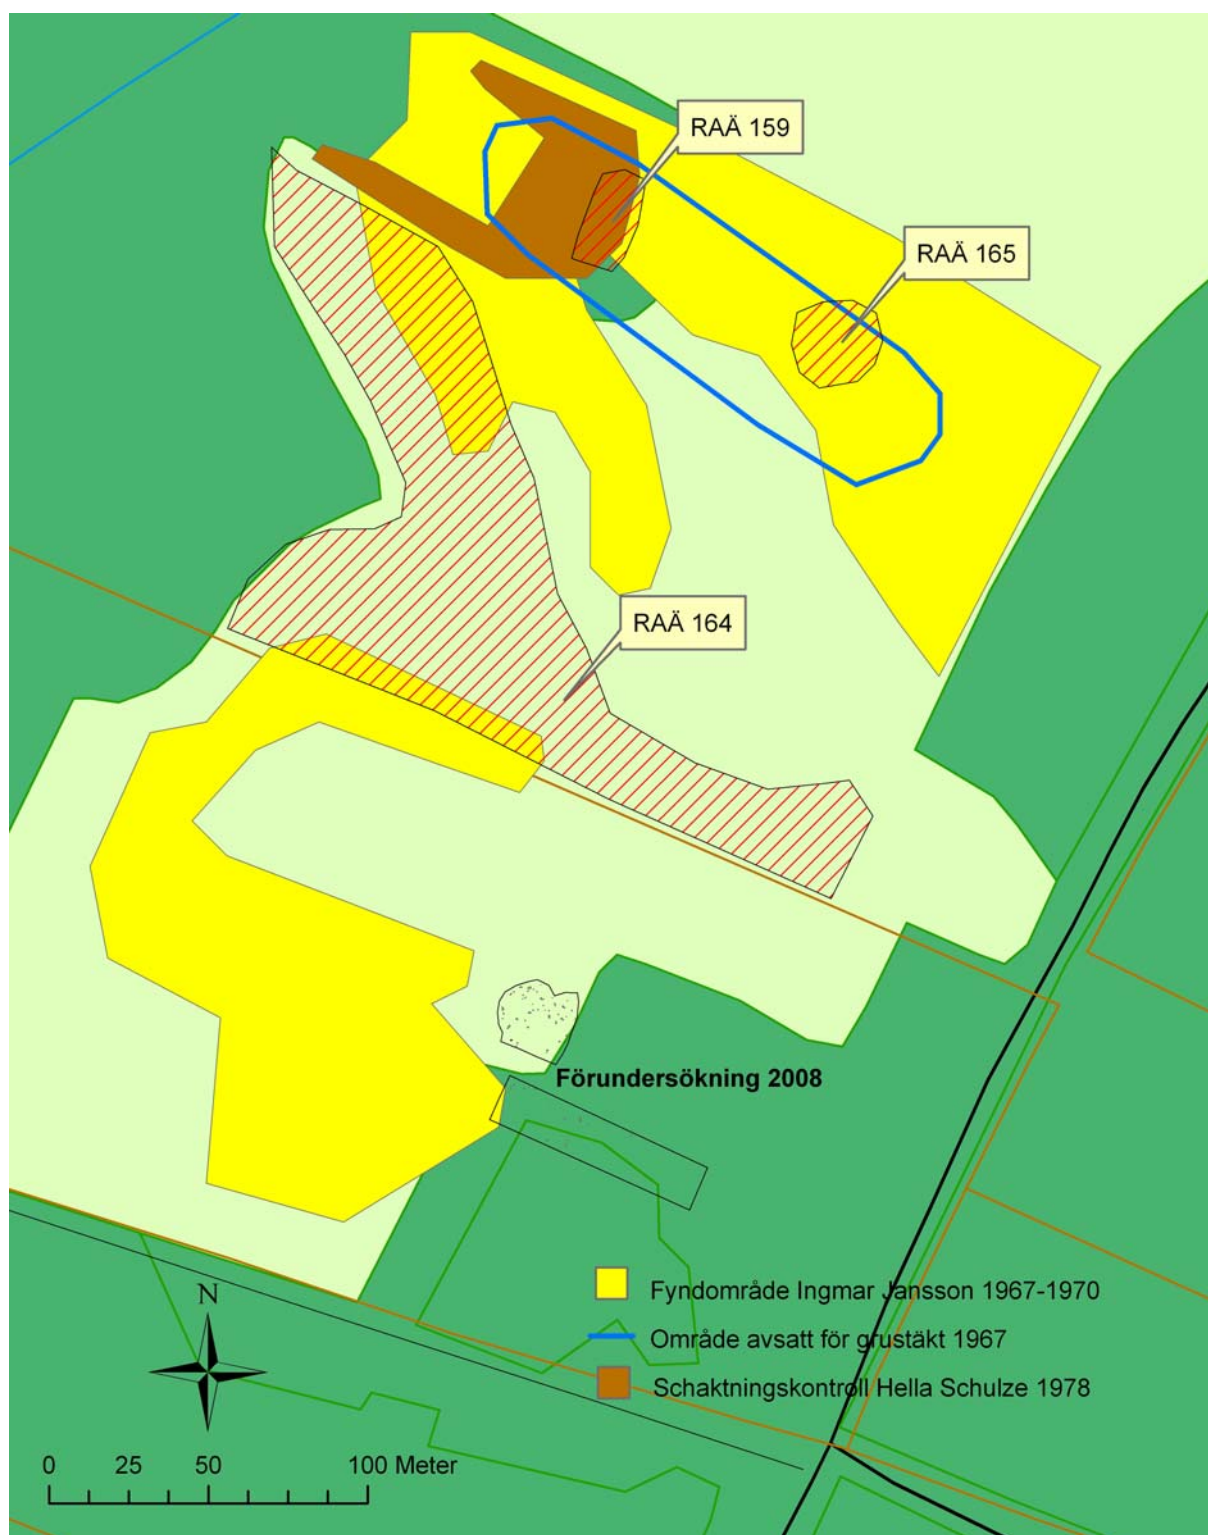 RAÄ 159
RAÄ 165
RAÄ 164
Förundersökning 2008
Fyndområde Ingmar Jansson 1967-1970
Område avsatt för grustäkt 1967
Schaktningskontroll Hella Schulze 1978
N
0 25 50 100 Meter